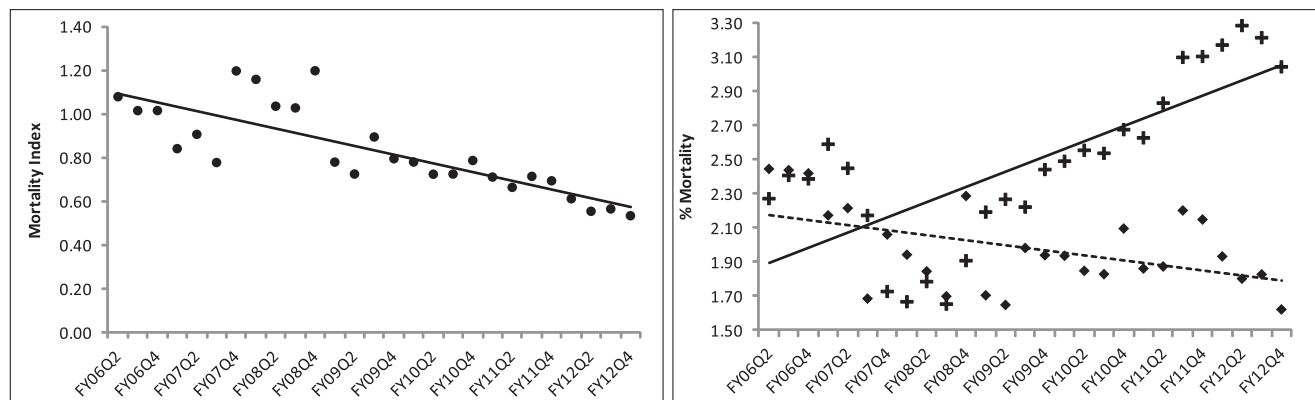 1.40
1.20
1.00
0.80
0.60
0.40
0.20
0.00
Mortality Index
FY06Q2
FY06Q4
FY07Q2
FY07Q4
FY08Q2
FY08Q4
FY09Q2
FY09Q4
FY10Q2
FY10Q4
FY11Q2
FY11Q4
FY12Q2
FY12Q4
3.30
3.10
2.90
2.70
2.50
2.30
2.10
1.90
1.70
1.50
% Mortality
FY06Q2
FY06Q4
FY07Q2
FY07Q4
FY08Q2
FY08Q4
FY09Q2
FY09Q4
FY10Q2
FY10Q4
FY11Q2
FY11Q4
FY12Q2
FY12Q4